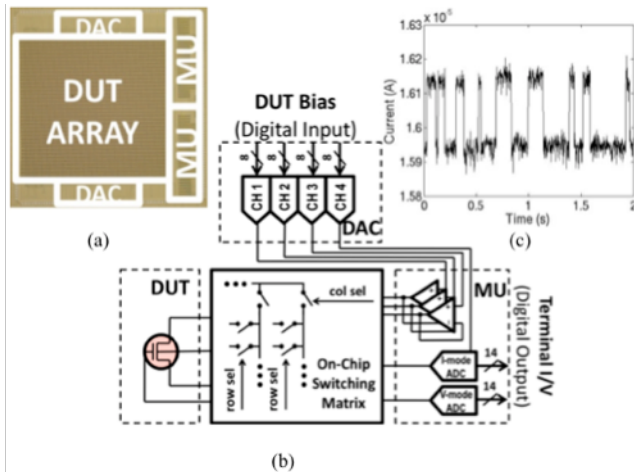 DAC
MU
DUT
ARRAY
MU
DAC
(a)
DUT Bias
(Digital Input)
8
8
8
8
CH 1
CH 2
CH 3
CH 4
DAC
1.63
x 10
1.62
1.61
1.6
1.59
1.58
0
0.5
1
1.5
2
Current (A)
Time (s)
(c)
DUT
col sel
On-Chip
Switching
Matrix
row sel
row sel
MU
I-mode
ADC
14
V-mode
ADC
14
Terminal I/V
(Digital Output)
(b)